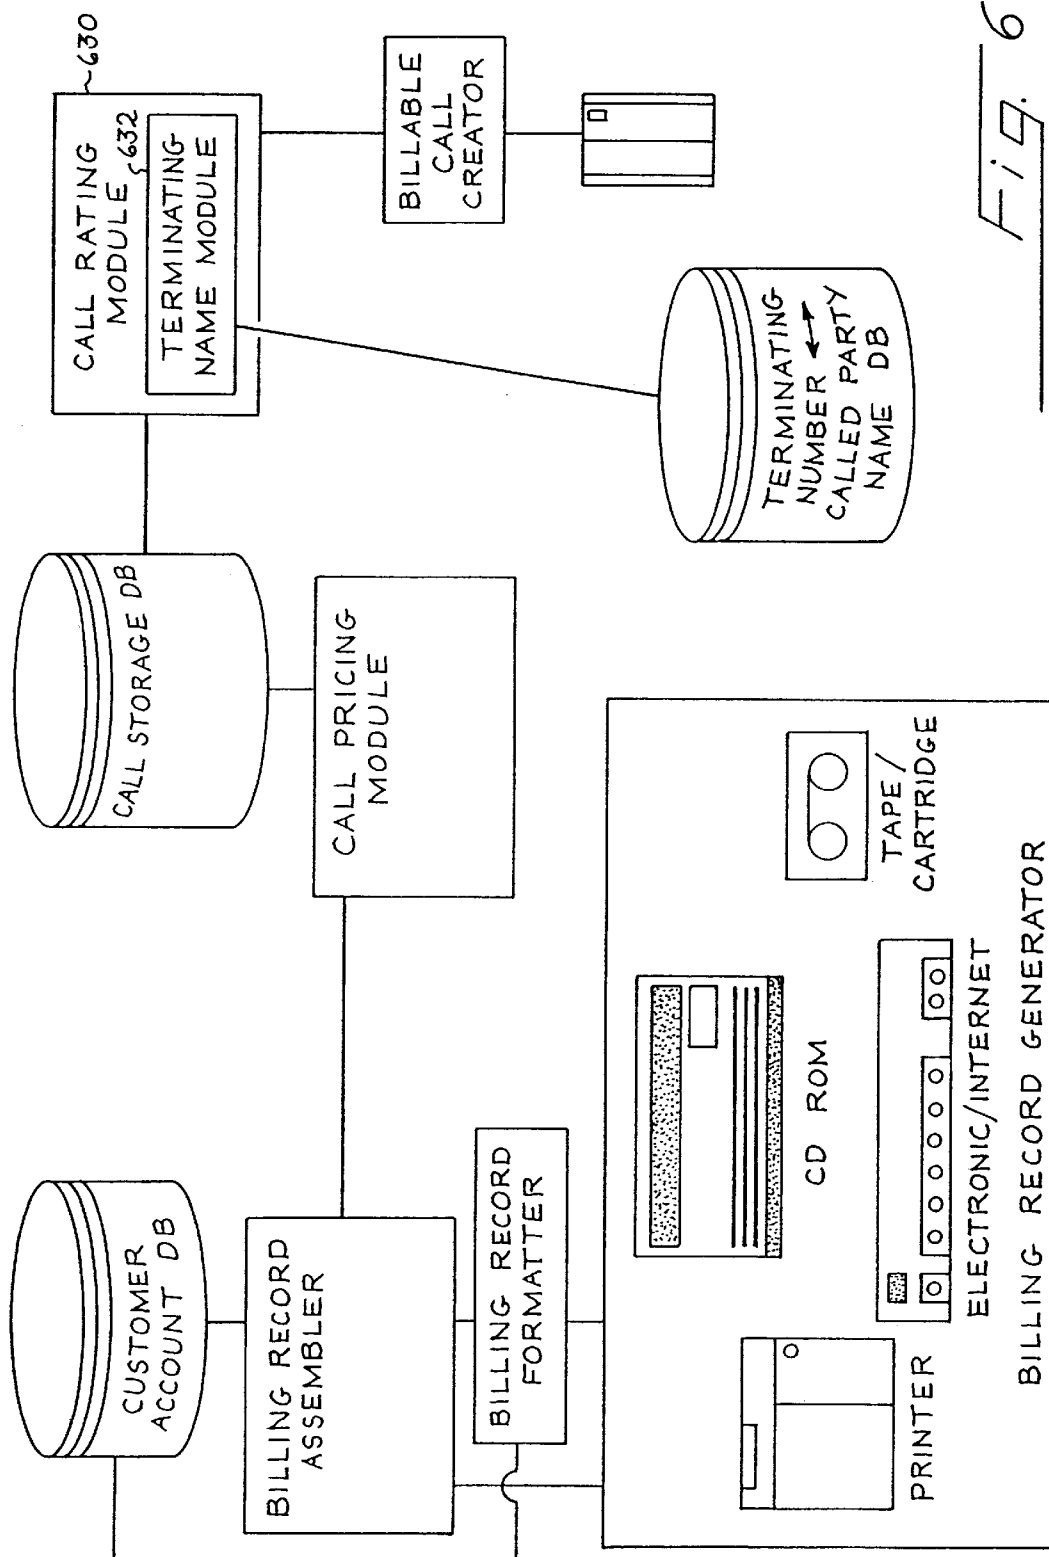 CUSTOMER
ACCOUNT DB
CALL STORAGE DB
630
CALL RATING
MODULE
632
TERMINATING
NAME MODULE
BILLING RECORD
ASSEMBLER
CALL PRICING
MODULE
BILLABLE
CALL
CREATOR
BILLING RECORD
FORMATTER
TERMINATING
NUMBER ↔
CALLED PARTY
NAME DB
PRINTER
CD ROM
ELECTRONIC/INTERNET
TAPE/
CARTRIDGE
BILLING RECORD GENERATOR
Fig. 6